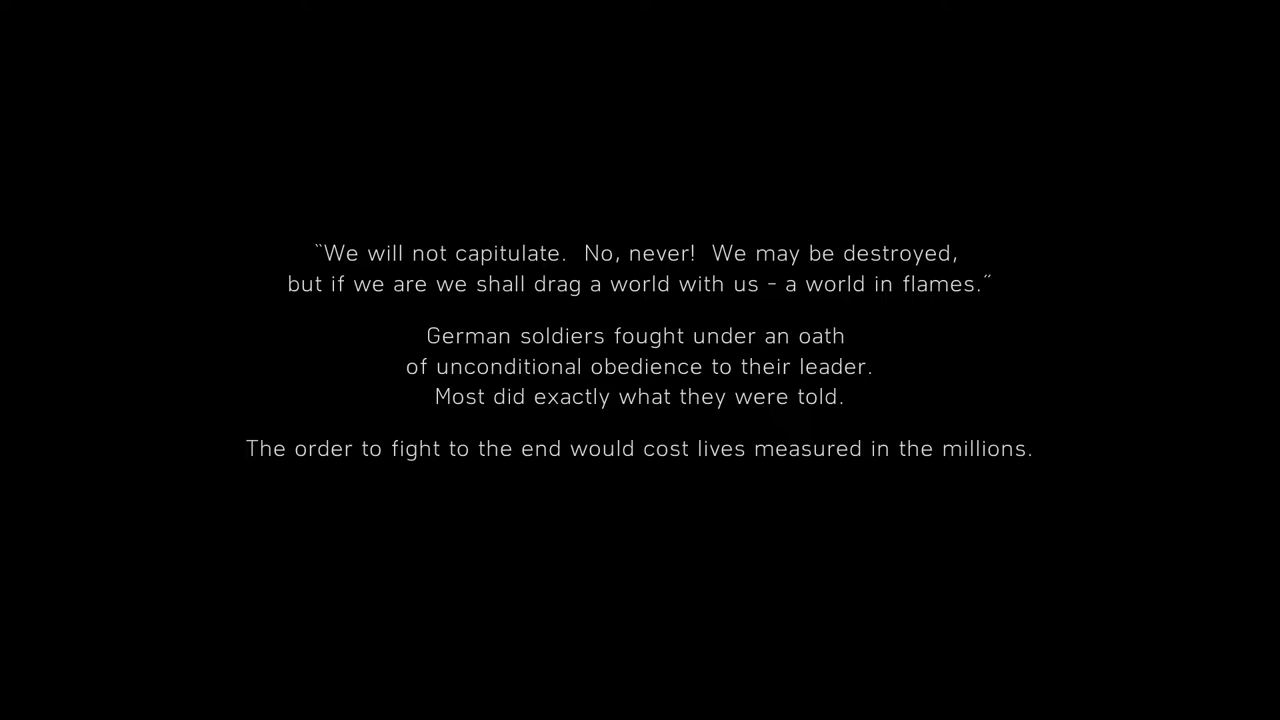 “We will not capitulate.  No, never!  We may be destroyed,
but if we are we shall drag a world with us - a world in flames.”
German soldiers fought under an oath
of unconditional obedience to their leader.
Most did exactly what they were told.
The order to fight to the end would cost lives measured in the millions.